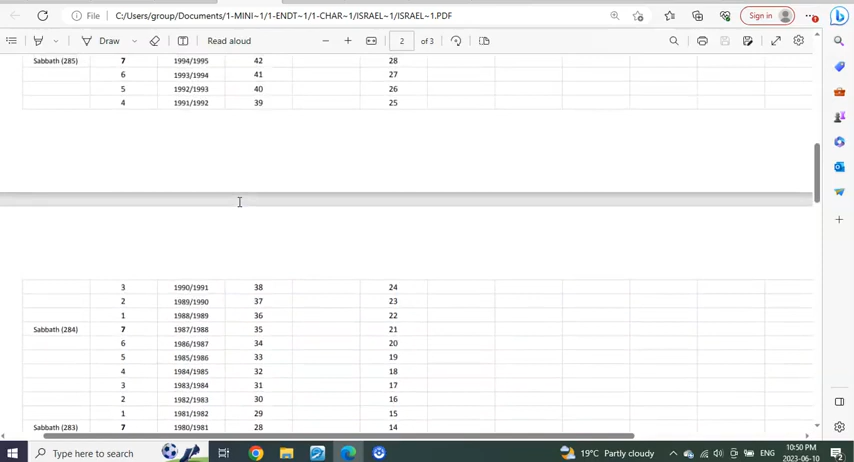 File C:/Users/group/Documents/1-MINI~1/1-ENDT~1/1-CHAR~1/ISRAEL~1/ISRAEL~1.PDF Sign in
Draw Read aloud 2 of 3
Sabbath (285) 7 1994/1995 42 28
6 1993/1994 41 27
5 1992/1993 40 26
4 1991/1992 39 25
3 1990/1991 38 24
2 1989/1990 37 23
1 1988/1989 36 22
Sabbath (284) 7 1987/1988 35 21
6 1986/1987 34 20
5 1985/1986 33 19
4 1984/1985 32 18
3 1983/1984 31 17
2 1982/1983 30 16
1 1981/1982 29 15
Sabbath (283) 7 1980/1981 28 14
Type here to search 19°C Partly cloudy ENG 10:50 PM
2023-06-10 2